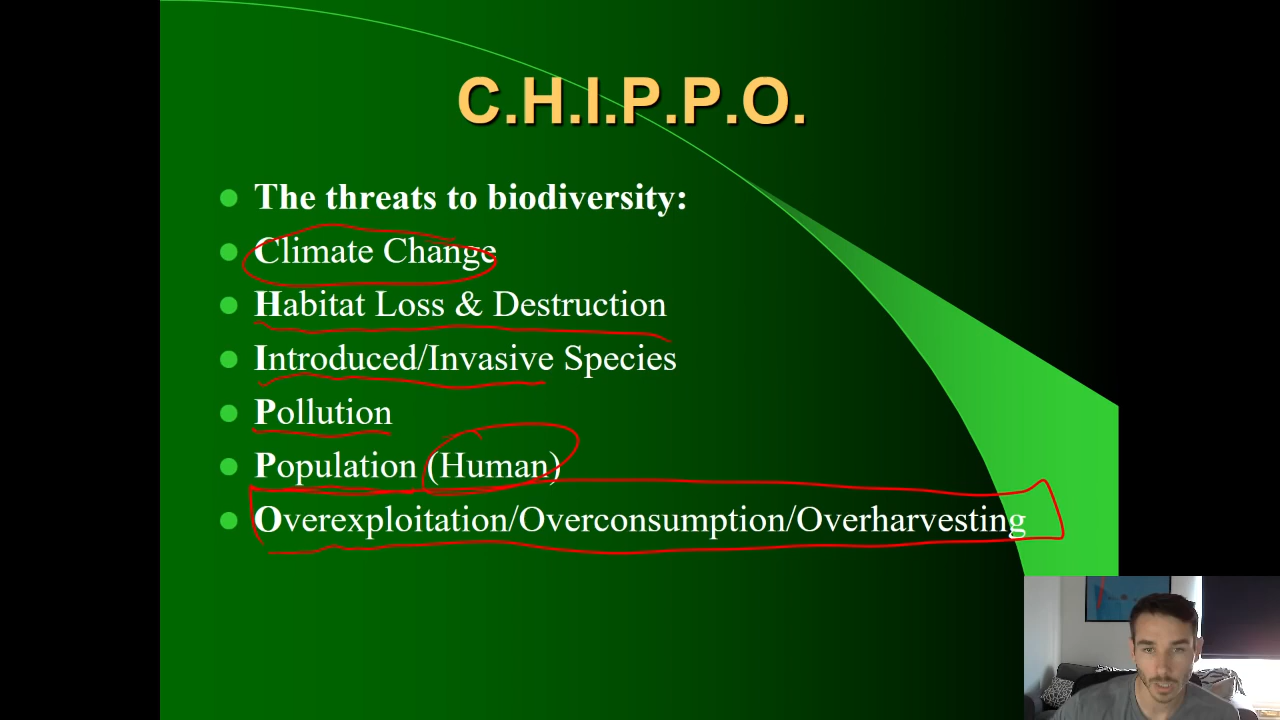 C.H.I.P.P.O.
The threats to biodiversity:
Climate Change
Habitat Loss & Destruction
Introduced/Invasive Species
Pollution
Population (Human)
Overexploitation/Overconsumption/Overharvesting